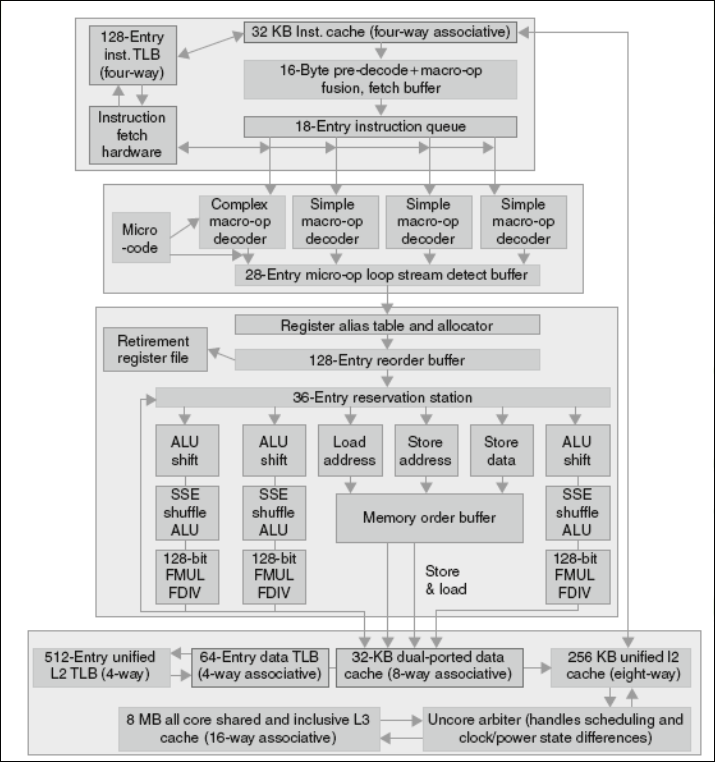 128-Entry
inst. TLB
(four-way)
32 KB Inst. cache (four-way associative)
16-Byte pre-decode+macro-op
fusion, fetch buffer
Instruction
fetch
hardware
18-Entry instruction queue
Micro
-code
Complex
macro-op
decoder
Simple
macro-op
decoder
Simple
macro-op
decoder
Simple
macro-op
decoder
28-Entry micro-op loop stream detect buffer
Register alias table and allocator
Retirement
register file
128-Entry reorder buffer
36-Entry reservation station
ALU
shift
ALU
shift
Load
address
Store
address
Store
data
ALU
shift
SSE
shuffle
ALU
SSE
shuffle
ALU
Memory order buffer
SSE
shuffle
ALU
128-bit
FMUL
FDIV
128-bit
FMUL
FDIV
Store
& load
128-bit
FMUL
FDIV
512-Entry unified
L2 TLB (4-way)
64-Entry data TLB
(4-way associative)
32-KB dual-ported data
cache (8-way associative)
256 KB unified l2
cache (eight-way)
8 MB all core shared and inclusive L3
cache (16-way associative)
Uncore arbiter (handles scheduling and
clock/power state differences)